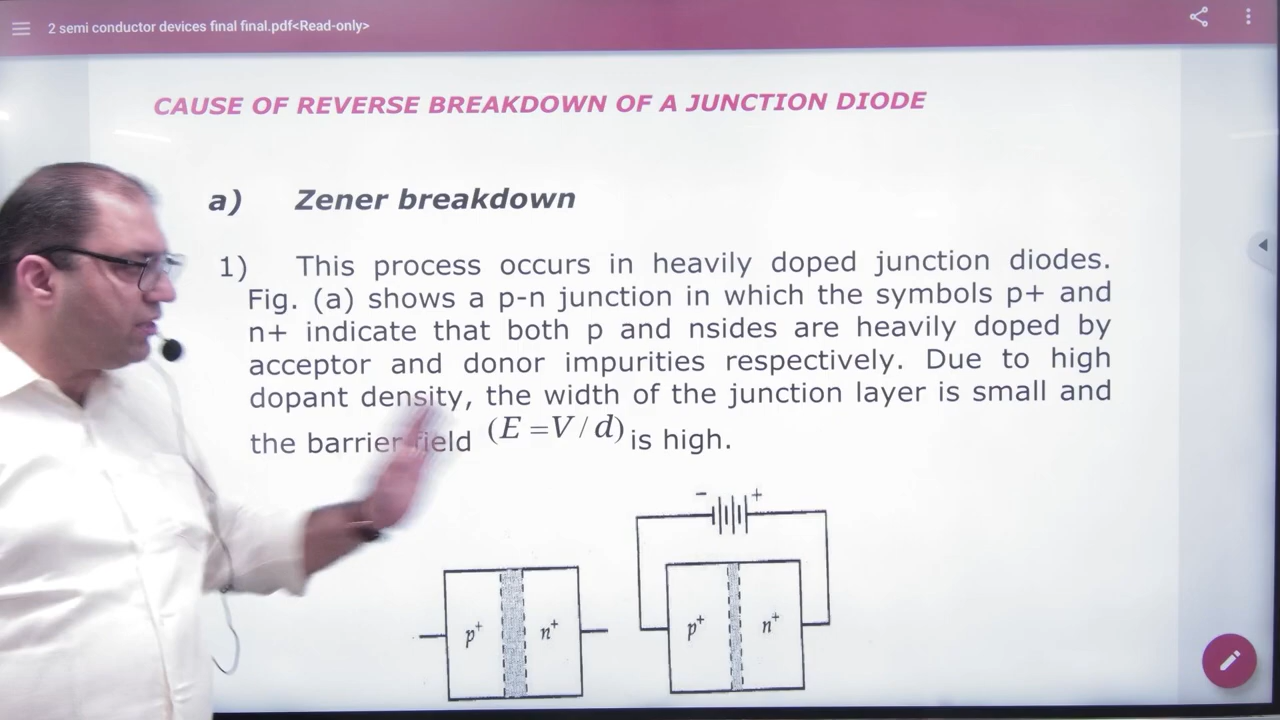 2 semi conductor devices final final.pdf<Read-only>
CAUSE OF REVERSE BREAKDOWN OF A JUNCTION DIODE
a) Zener breakdown
1) This process occurs in heavily doped junction diodes.
Fig. (a) shows a p-n junction in which the symbols p+ and
n+ indicate that both p and nsides are heavily doped by
acceptor and donor impurities respectively. Due to high
dopant density, the width of the junction layer is small and
the barrier field (E =V/d) is high.
- +
p+ n+ p+ n+